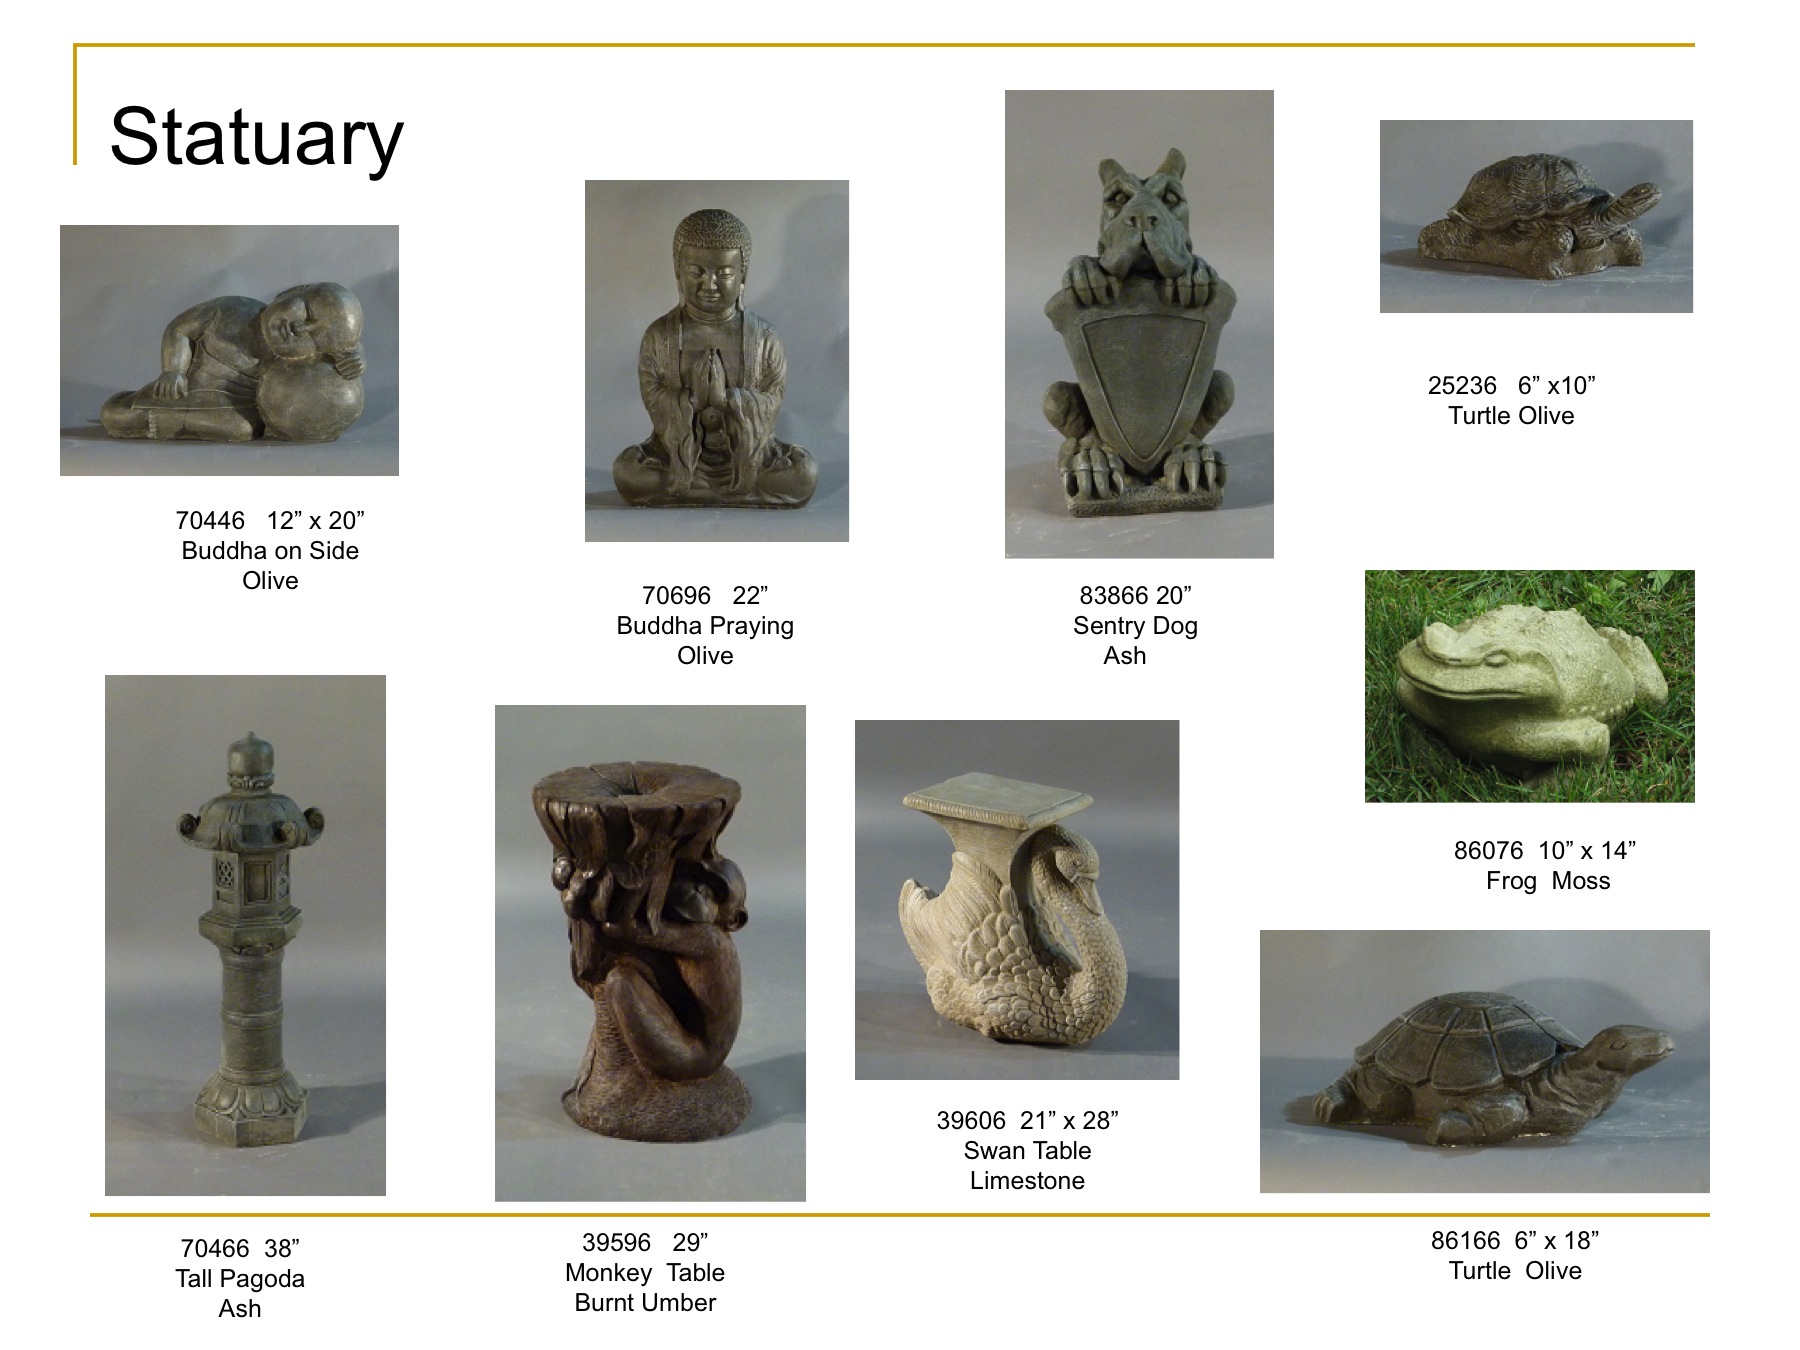 Statuary
70446 12” x 20”
Buddha on Side
Olive
70696 22”
Buddha Praying
Olive
83866 20”
Sentry Dog
Ash
25236 6” x10”
Turtle Olive
86076 10” x 14”
Frog Moss
70466 38”
Tall Pagoda
Ash
39596 29”
Monkey Table
Burnt Umber
39606 21” x 28”
Swan Table
Limestone
86166 6” x 18”
Turtle Olive